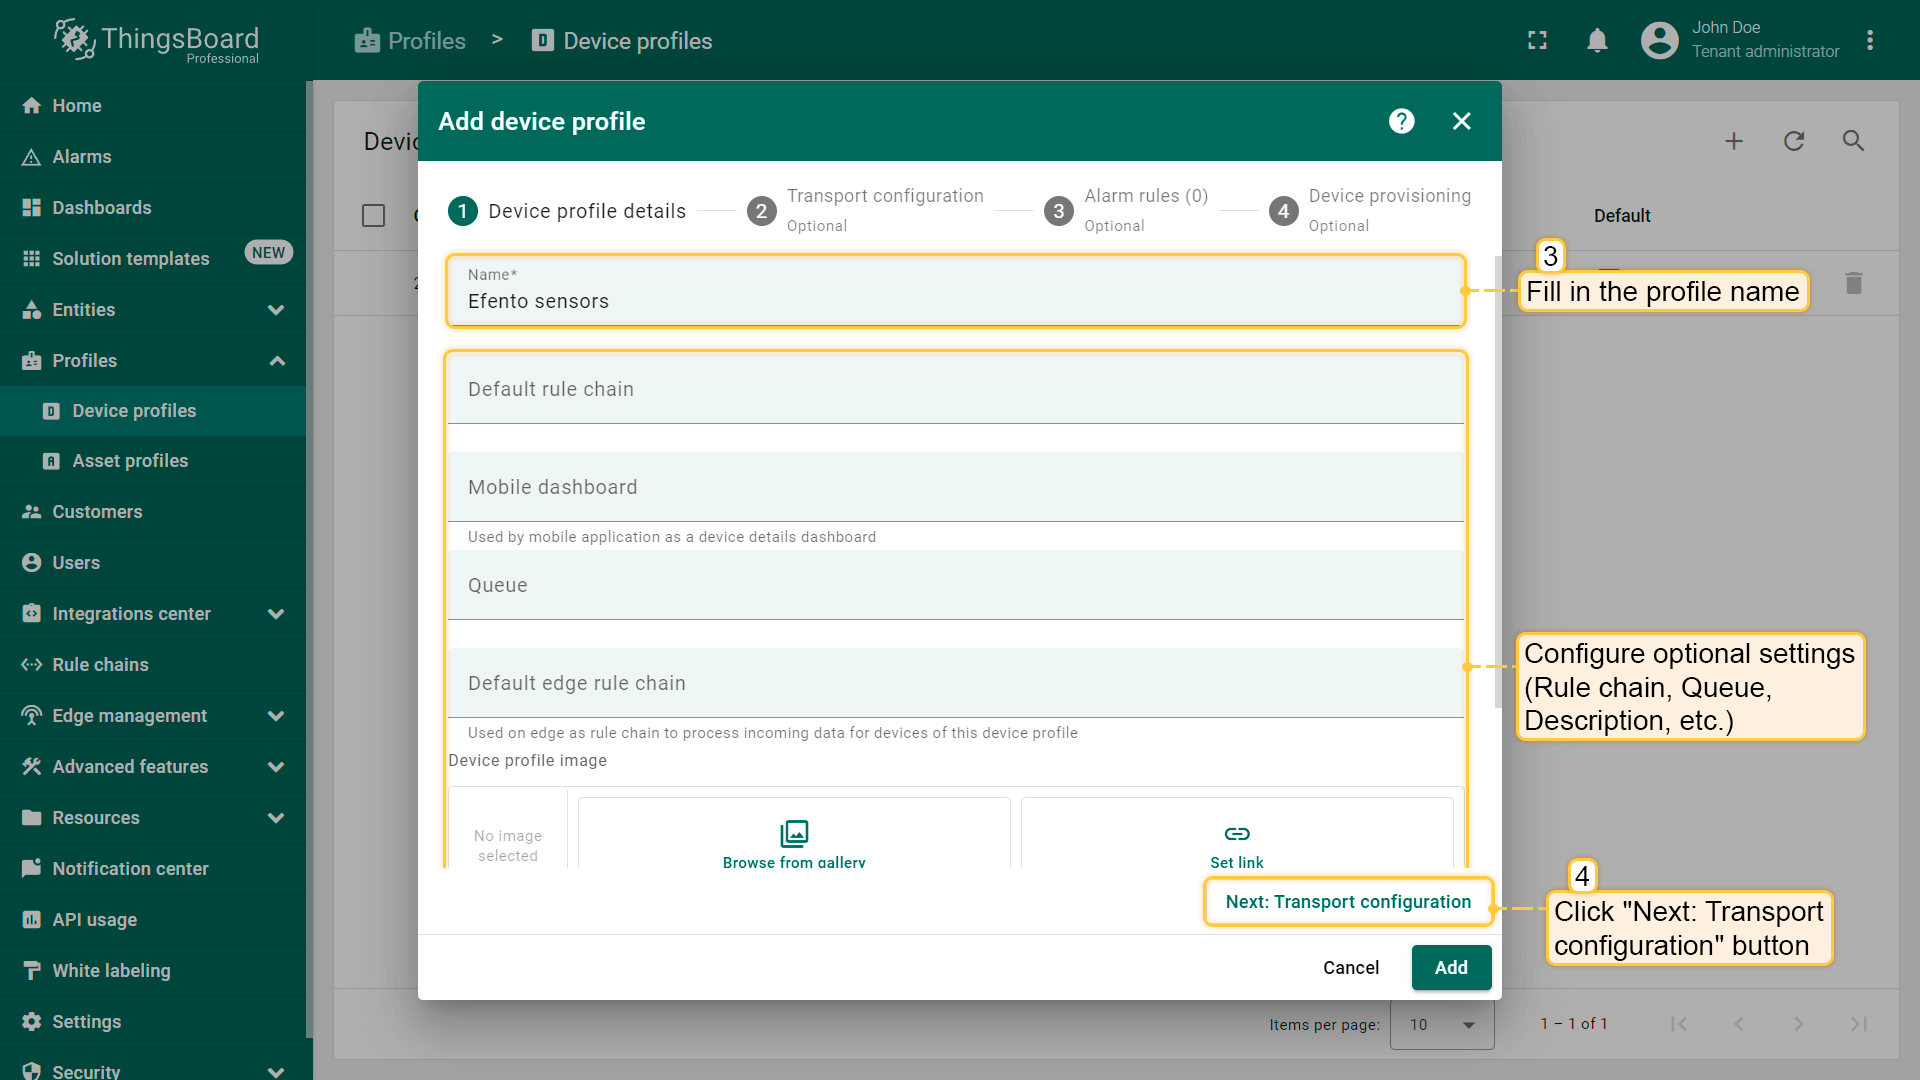 ThingsBoard
Professional
Profiles > Device profiles
John Doe
Tenant administrator
Home
Alarms
Dashboards
Solution templates
NEW
Entities
Profiles
Device profiles
Asset profiles
Customers
Users
Integrations center
Rule chains
Edge management
Advanced features
Resources
Notification center
API usage
White labeling
Settings
Security
Add device profile
1 Device profile details
2 Transport configuration
Optional
3 Alarm rules (0)
Optional
4 Device provisioning
Optional
Name*
Efento sensors
Default rule chain
Mobile dashboard
Used by mobile application as a device details dashboard
Queue
Default edge rule chain
Used on edge as rule chain to process incoming data for devices of this device profile
Device profile image
No image
selected
Browse from gallery
Set link
Next: Transport configuration
Cancel
Add
Default
3
Fill in the profile name
Configure optional settings
(Rule chain, Queue,
Description, etc.)
4
Click "Next: Transport
configuration" button
Items per page:
10
1 – 1 of 1